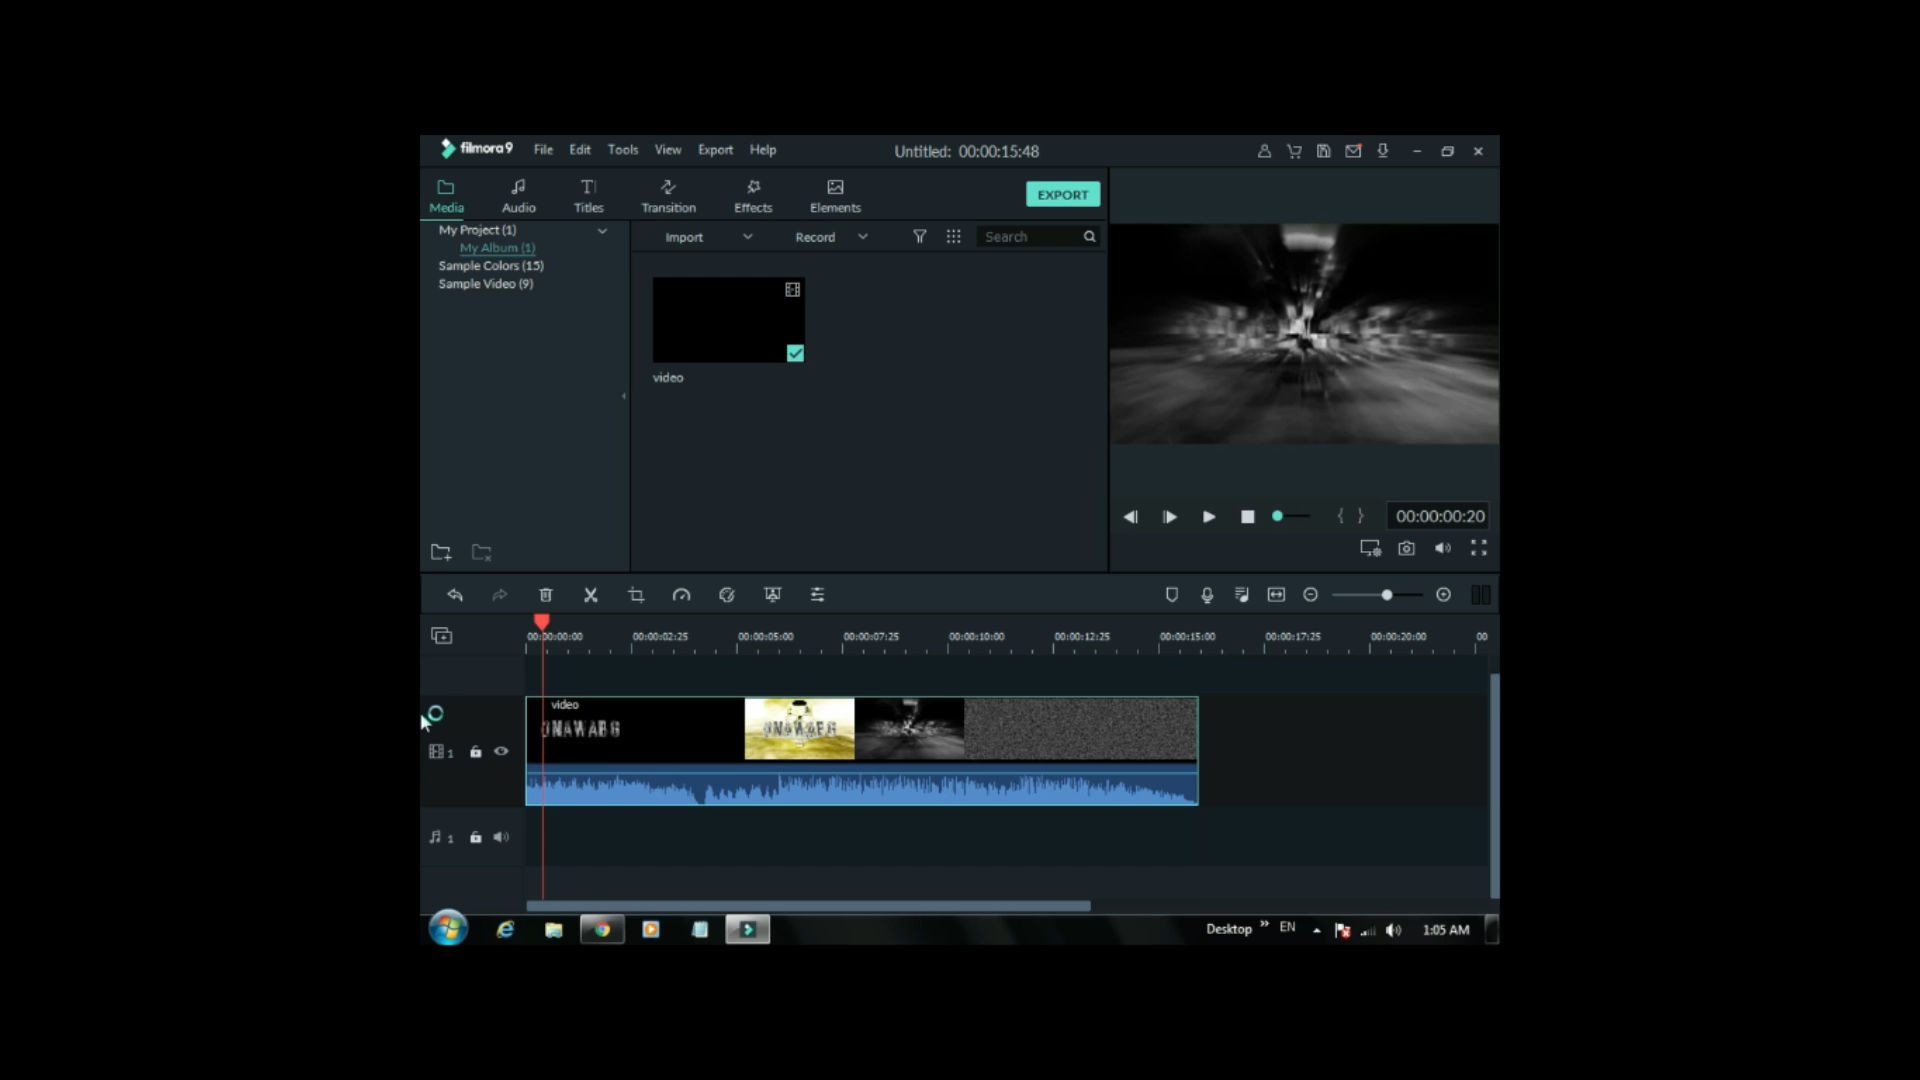 filmora9 File Edit Tools View Export Help Untitled: 00:00:15:48
Media Audio Titles Transition Effects Elements EXPORT
My Project (1)
My Album (1)
Sample Colors (15)
Sample Video (9)
Import Record Search
video
00:00:00:20
00:00:00:00 00:00:02:25 00:00:05:00 00:00:07:25 00:00:10:00 00:00:12:25 00:00:15:00 00:00:17:25 00:00:20:00 00
video
1
1
Desktop » EN 1:05 AM